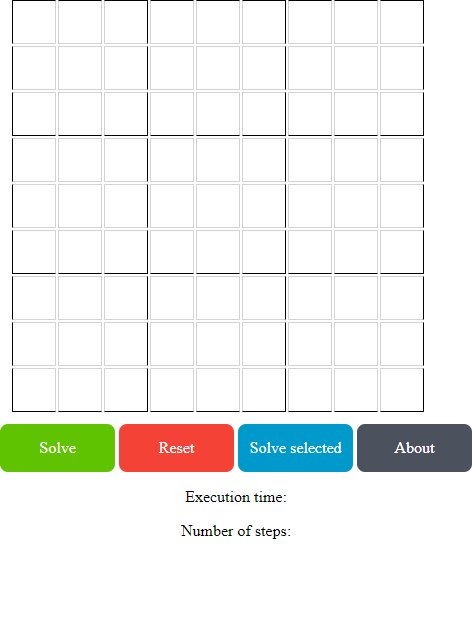 Solve Reset Solve selected About
Execution time:
Number of steps: